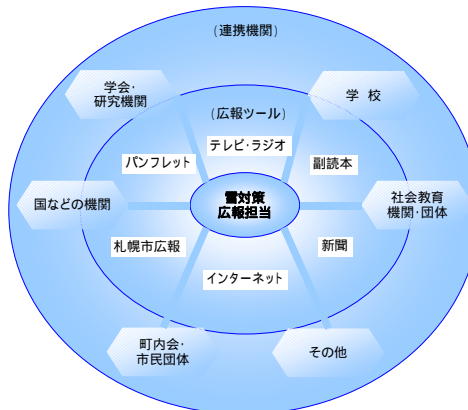 (連携機関)
学会・
研究機関
学 校
(広報ツール)
テレビ・ラジオ
パンフレット
副読本
国などの機関
雪対策
広報担当
社会教育
機関・団体
札幌市広報
新聞
インターネット
町内会・
市民団体
その他